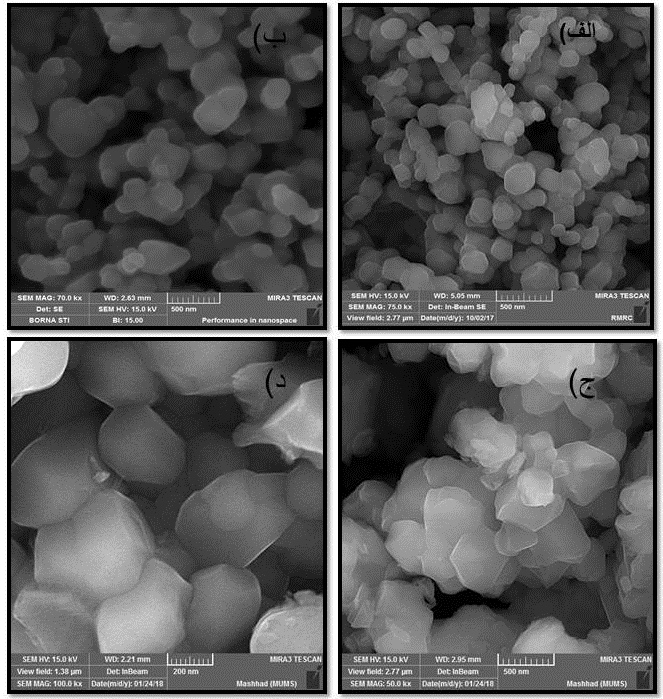 الف)
SEM HV: 15.0 kV WD: 5.05 mm MIRA3 TESCAN
SEM MAG: 75.0 kx Det: In-Beam SE 500 nm
View field: 2.77 µm Date(m/d/y): 10/02/17 RMRC
ب)
SEM MAG: 70.0 kx WD: 2.63 mm MIRA3 TESCAN
Det: SE SEM HV: 15.0 kV 500 nm
BORNA STI BI: 15.00 Performance in nanospace
ج)
SEM HV: 15.0 kV WD: 2.95 mm MIRA3 TESCAN
View field: 2.77 µm Det: InBeam 500 nm
SEM MAG: 50.0 kx Date(m/d/y): 01/24/18 Mashhad (MUMS)
د)
SEM HV: 15.0 kV WD: 2.21 mm MIRA3 TESCAN
View field: 1.38 µm Det: InBeam 200 nm
SEM MAG: 100.0 kx Date(m/d/y): 01/24/18 Mashhad (MUMS)